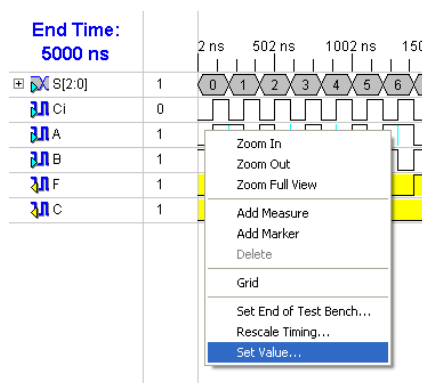 End Time:
5000 ns
2 ns 502 ns 1002 ns 150
S[2:0] 1 0 1 2 3 4 5 6
Ci 0
A 1
B 1
F 1
C 1
Zoom In
Zoom Out
Zoom Full View
Add Measure
Add Marker
Delete
Grid
Set End of Test Bench...
Rescale Timing...
Set Value...